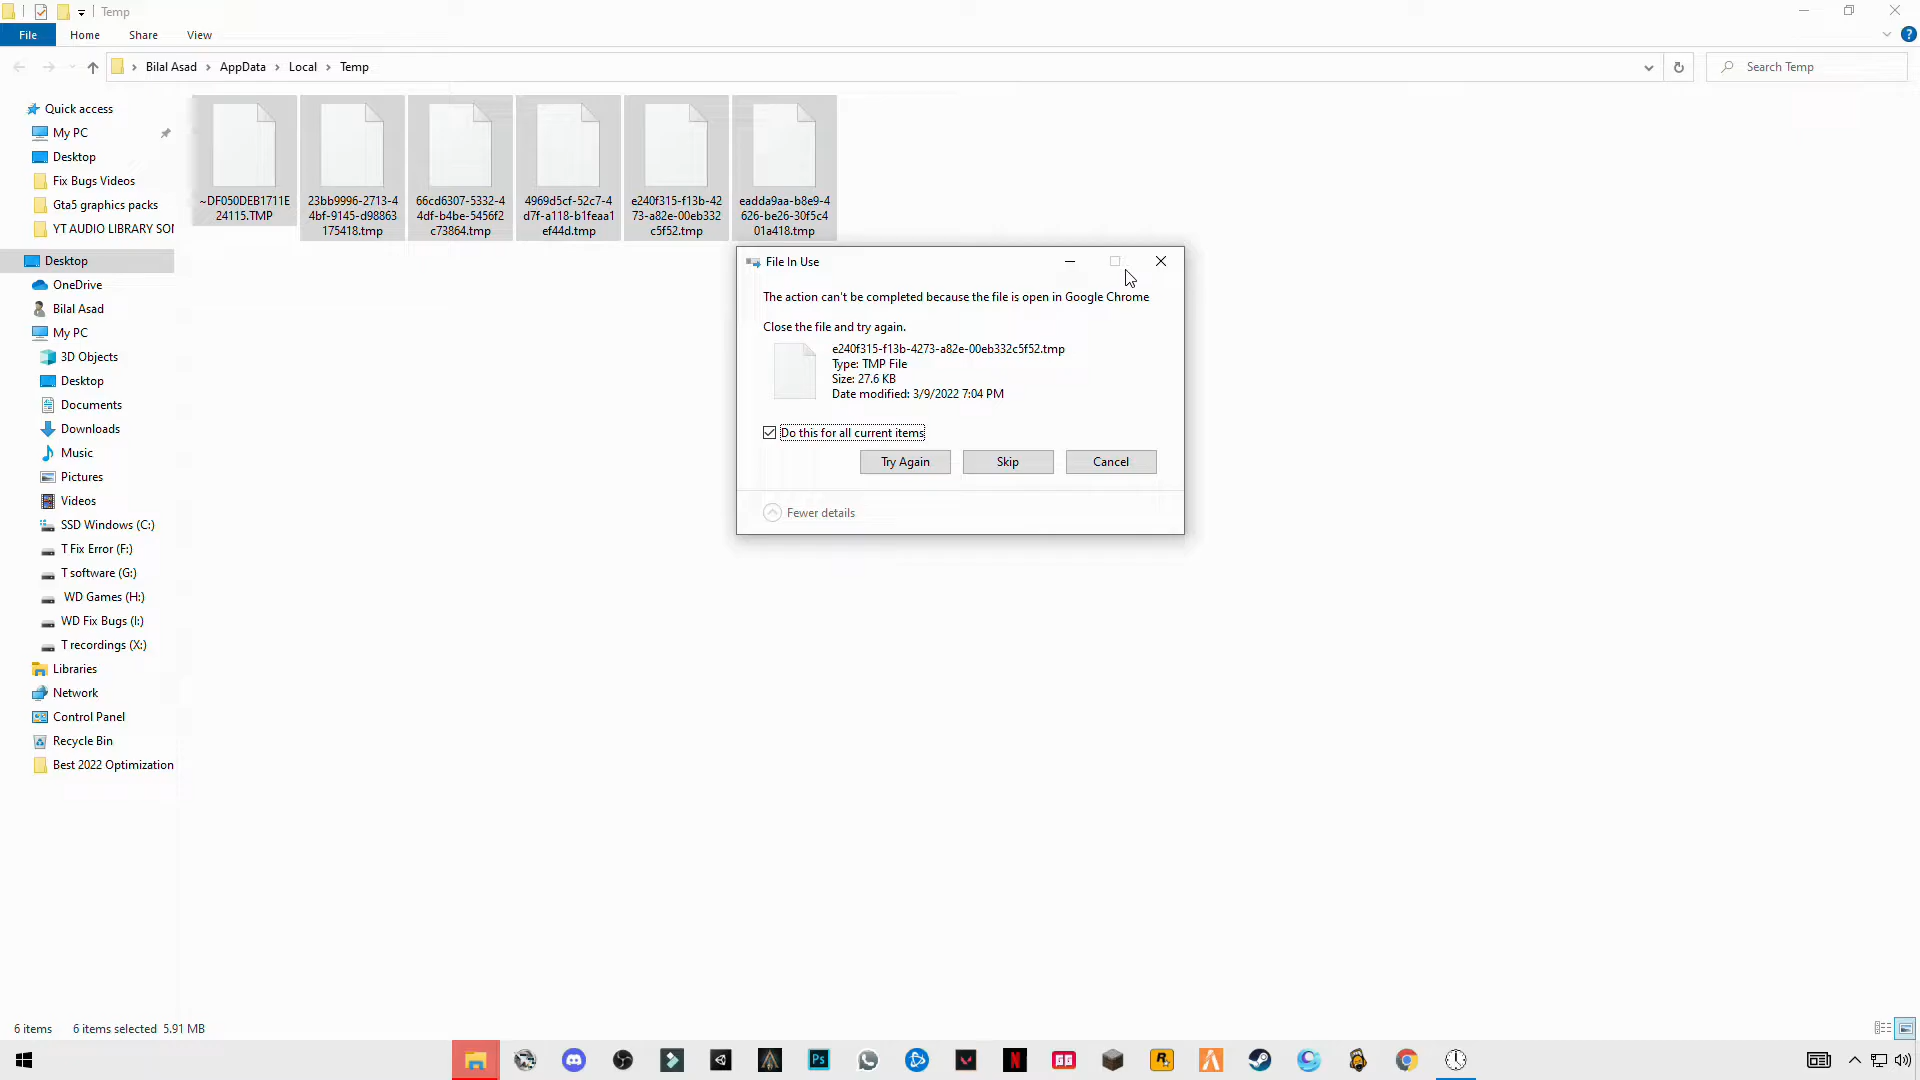 Temp
File
Home
Share
View
Bilal Asad
AppData
Local
Temp
Search Temp
Quick access
My PC
Desktop
Fix Bugs Videos
Gta5 graphics packs
YT AUDIO LIBRARY SON
Desktop
OneDrive
Bilal Asad
My PC
3D Objects
Desktop
Documents
Downloads
Music
Pictures
Videos
SSD Windows (C:)
T Fix Error (F:)
T software (G:)
WD Games (H:)
WD Fix Bugs (I:)
T recordings (X:)
Libraries
Network
Control Panel
Recycle Bin
Best 2022 Optimization
~DF050DEB1711E
24115.TMP
23bb9996-2713-4
4bf-9145-d98863
175418.tmp
66cd6307-5332-4
4df-b4be-5456f2
c73864.tmp
4969d5cf-52c7-4
d7f-a118-b1feaa1
ef44d.tmp
e240f315-f13b-42
73-a82e-00eb332
c5f52.tmp
eadda9aa-b8e9-4
626-be26-30f5c4
01a418.tmp
File In Use
The action can't be completed because the file is open in Google Chrome
Close the file and try again.
e240f315-f13b-4273-a82e-00eb332c5f52.tmp
Type: TMP File
Size: 27.6 KB
Date modified: 3/9/2022 7:04 PM
Do this for all current items
Try Again
Skip
Cancel
Fewer details
6 items
6 items selected 5.91 MB
Ps